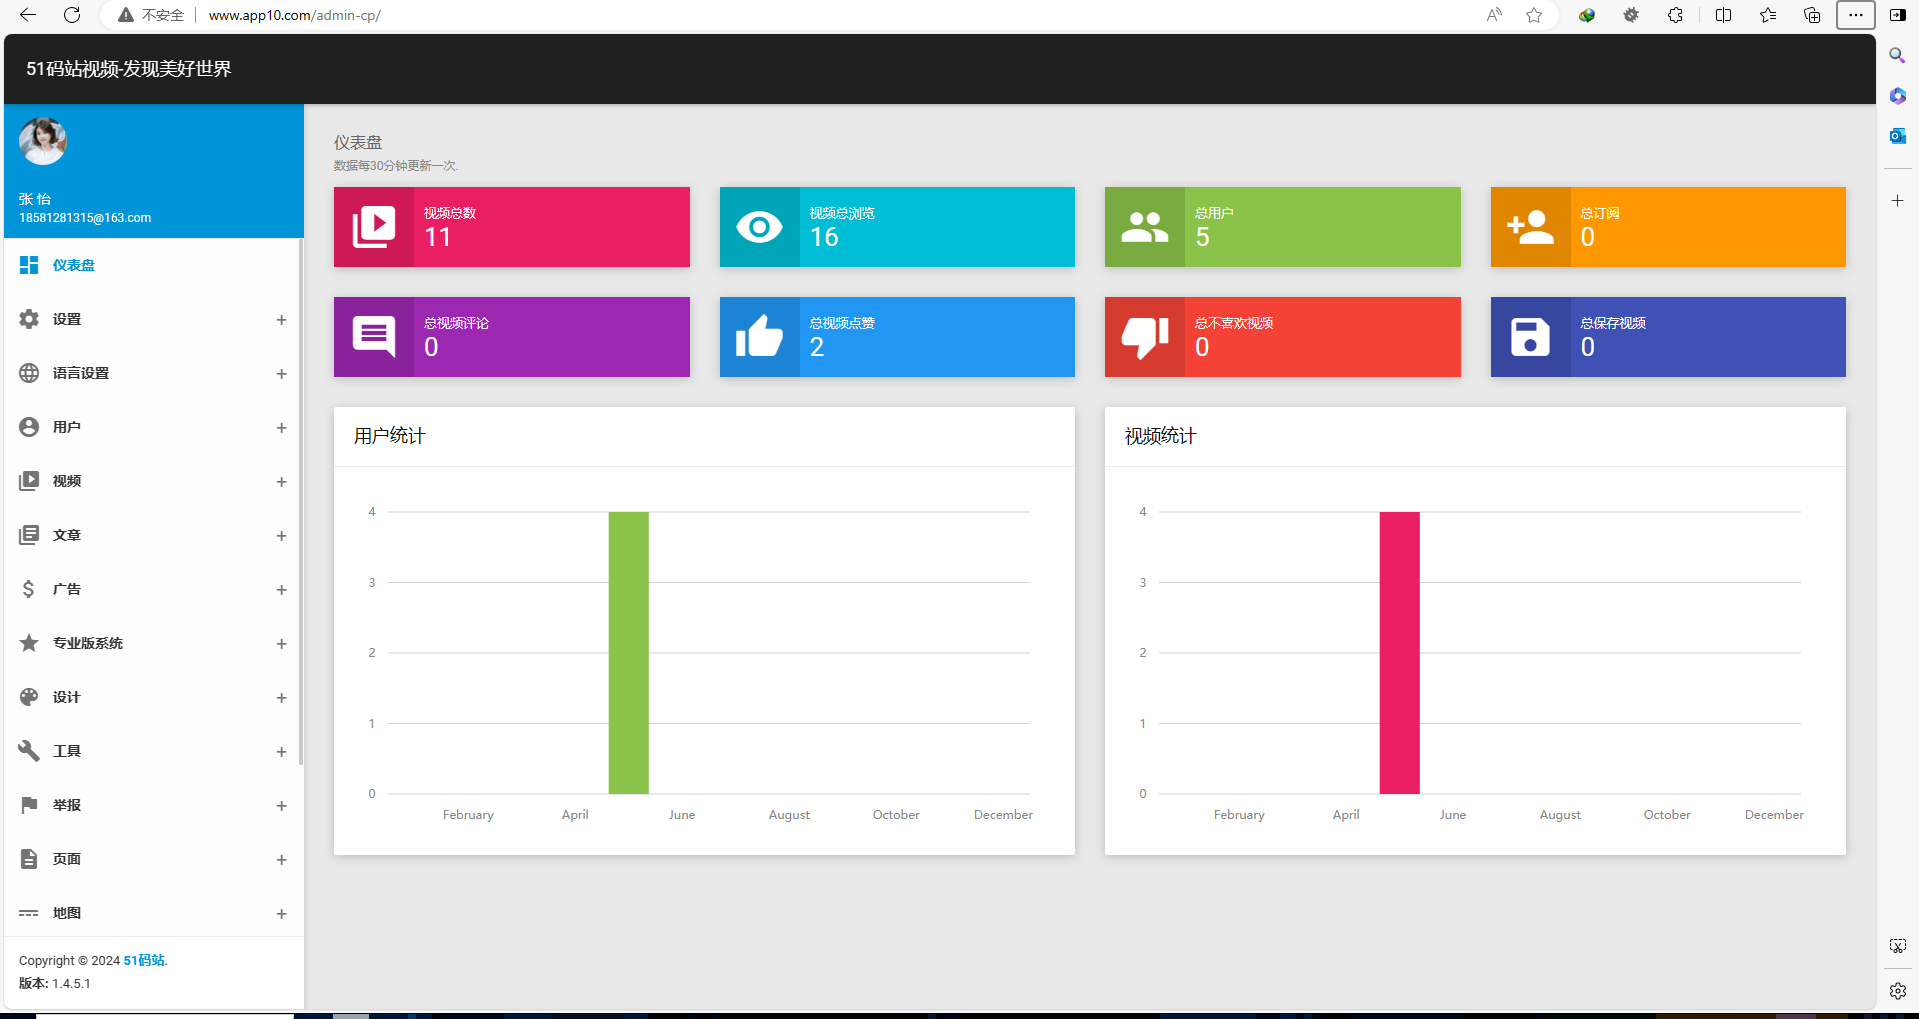 不安全
www.app10.com/admin-cp/
51码站视频-发现美好世界
张 怡
18581281315@163.com
仪表盘
设置
语言设置
用户
视频
文章
广告
专业版系统
设计
工具
举报
页面
地图
Copyright © 2024 51码站.
版本: 1.4.5.1
仪表盘
数据每30分钟更新一次.
视频总数
11
视频总浏览
16
总用户
5
总订阅
0
总视频评论
0
总视频点赞
2
总不喜欢视频
0
总保存视频
0
用户统计
4
3
2
1
0
February April June August October December
视频统计
4
3
2
1
0
February April June August October December